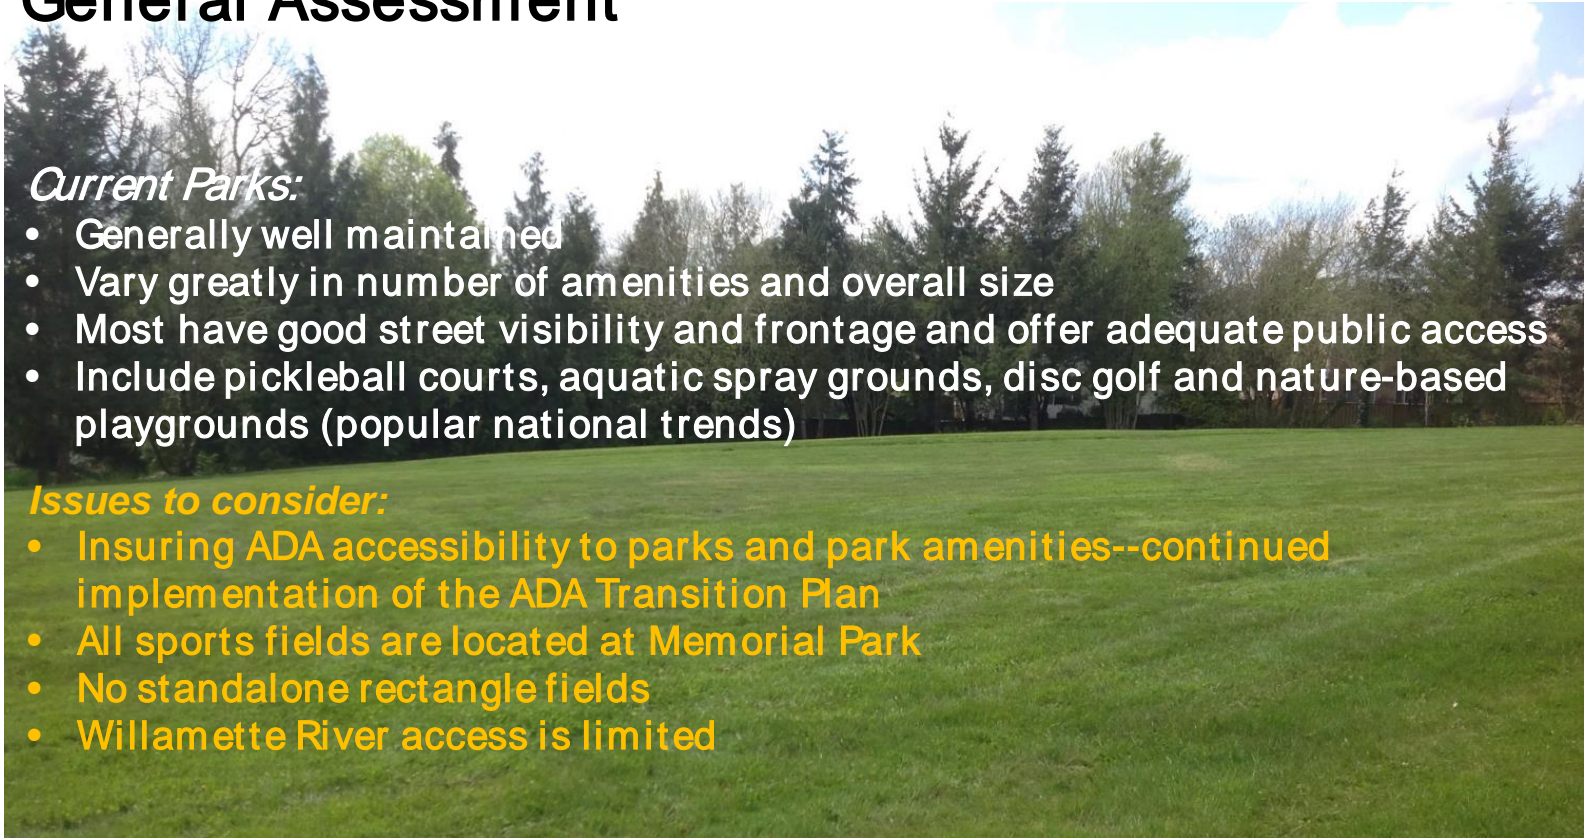 General Assessment
Current Parks:
• Generally well maintained
• Vary greatly in number of amenities and overall size
• Most have good street visibility and frontage and offer adequate public access
• Include pickleball courts, aquatic spray grounds, disc golf and nature-based
playgrounds (popular national trends)
Issues to consider:
• Insuring ADA accessibility to parks and park amenities--continued
implementation of the ADA Transition Plan
• All sports fields are located at Memorial Park
• No standalone rectangle fields
• Willamette River access is limited